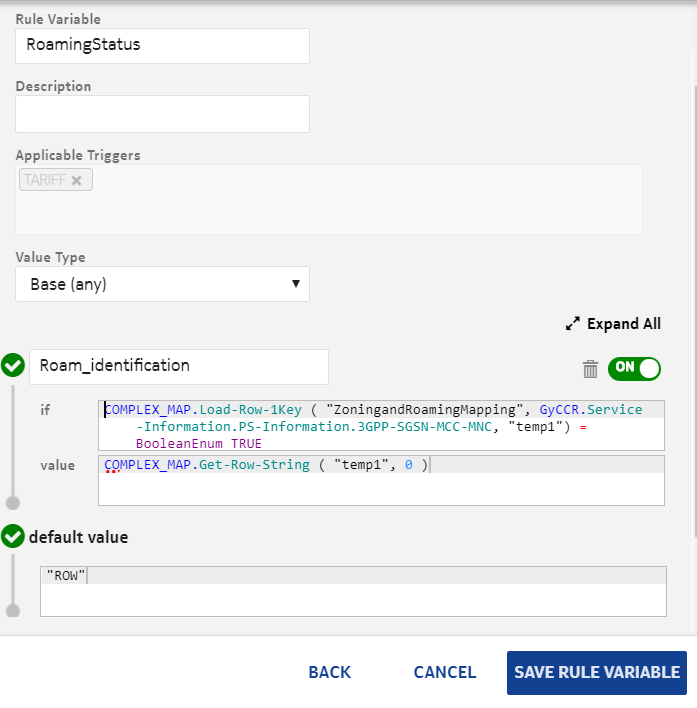 Rule Variable
RoamingStatus
Description
Applicable Triggers
TARIFF ✕
Value Type
Base (any) ▼
Expand All
Roam_identification
ON
if
COMPLEX_MAP.Load-Row-1Key ( "ZoningandRoamingMapping", GyCCR.Service
-Information.PS-Information.3GPP-SGSN-MCC-MNC, "temp1") =
BooleanEnum TRUE
value
COMPLEX_MAP.Get-Row-String ( "temp1", 0 )
default value
"ROW"
BACK
CANCEL
SAVE RULE VARIABLE